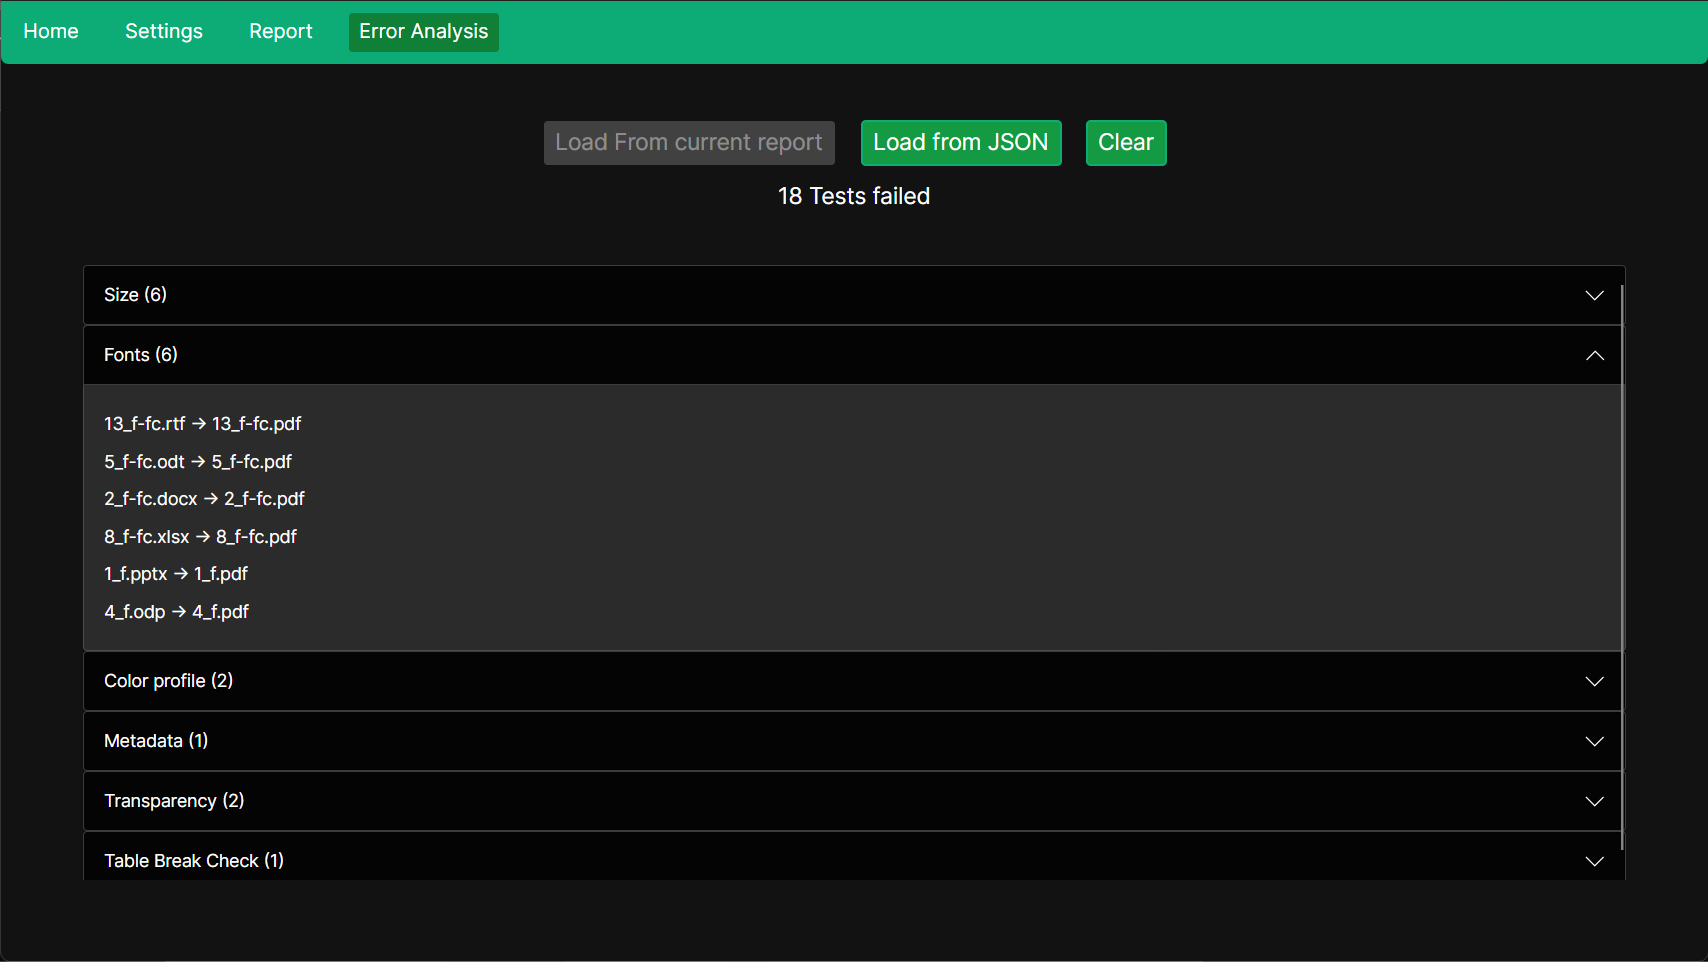 Home Settings Report Error Analysis
Load From current report Load from JSON Clear
18 Tests failed
Size (6)
Fonts (6)
13_f-fc.rtf → 13_f-fc.pdf
5_f-fc.odt → 5_f-fc.pdf
2_f-fc.docx → 2_f-fc.pdf
8_f-fc.xlsx → 8_f-fc.pdf
1_f.pptx → 1_f.pdf
4_f.odp → 4_f.pdf
Color profile (2)
Metadata (1)
Transparency (2)
Table Break Check (1)